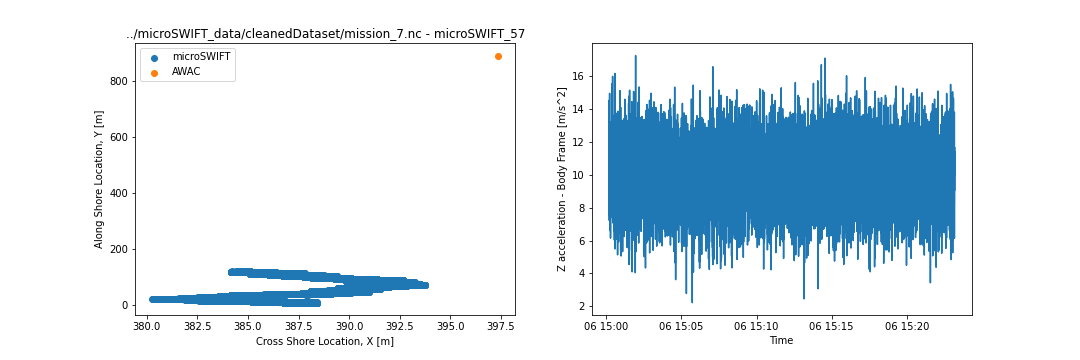 ../microSWIFT_data/cleanedDataset/mission_7.nc - microSWIFT_57
microSWIFT
AWAC
800
600
400
200
0
Along Shore Location, Y [m]
380.0 382.5 385.0 387.5 390.0 392.5 395.0 397.5
Cross Shore Location, X [m]
16
14
12
10
8
6
4
2
Z acceleration - Body Frame [m/s^2]
06 15:00 06 15:05 06 15:10 06 15:15 06 15:20
Time